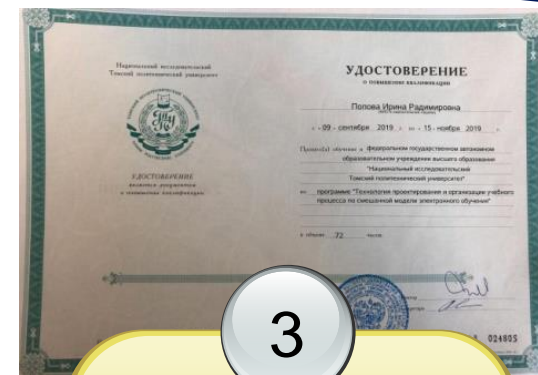 Национальный исследовательский
Томский политехнический университет
УДОСТОВЕРЕНИЕ
является документом
о повышении квалификации
УДОСТОВЕРЕНИЕ
о повышении квалификации
Попова Ирина Радимировна
с «09» сентября 2019 г. по «15» ноября 2019 г.
обучение в федеральном государственном автономном
образовательном учреждении высшего образования
"Национальный исследовательский
Томский политехнический университет"
по программе "Технология проектирования и организации учебного
процесса по смешанной модели электронного обучения"
в объеме 72 часов
024805
3